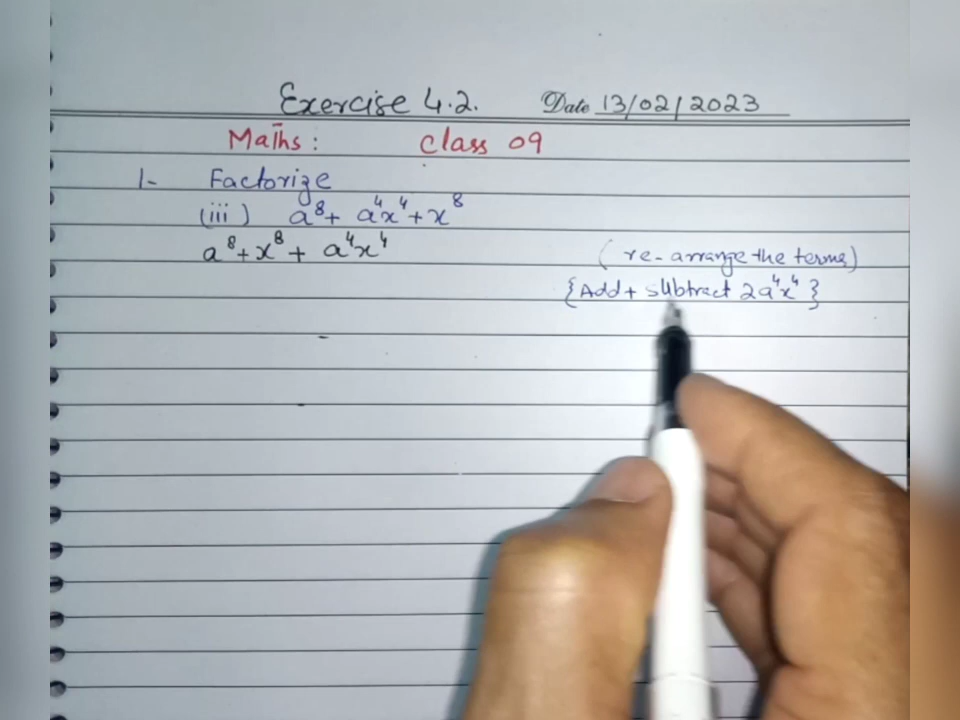 Exercise 4.2. Date 13/02/2023
Maths: Class 09
1- Factorize
(iii) a⁸+ a⁴x⁴+x⁸
a⁸+x⁸+ a⁴x⁴ (re-arrange the terms)
{Add + subtract 2a⁴x⁴}